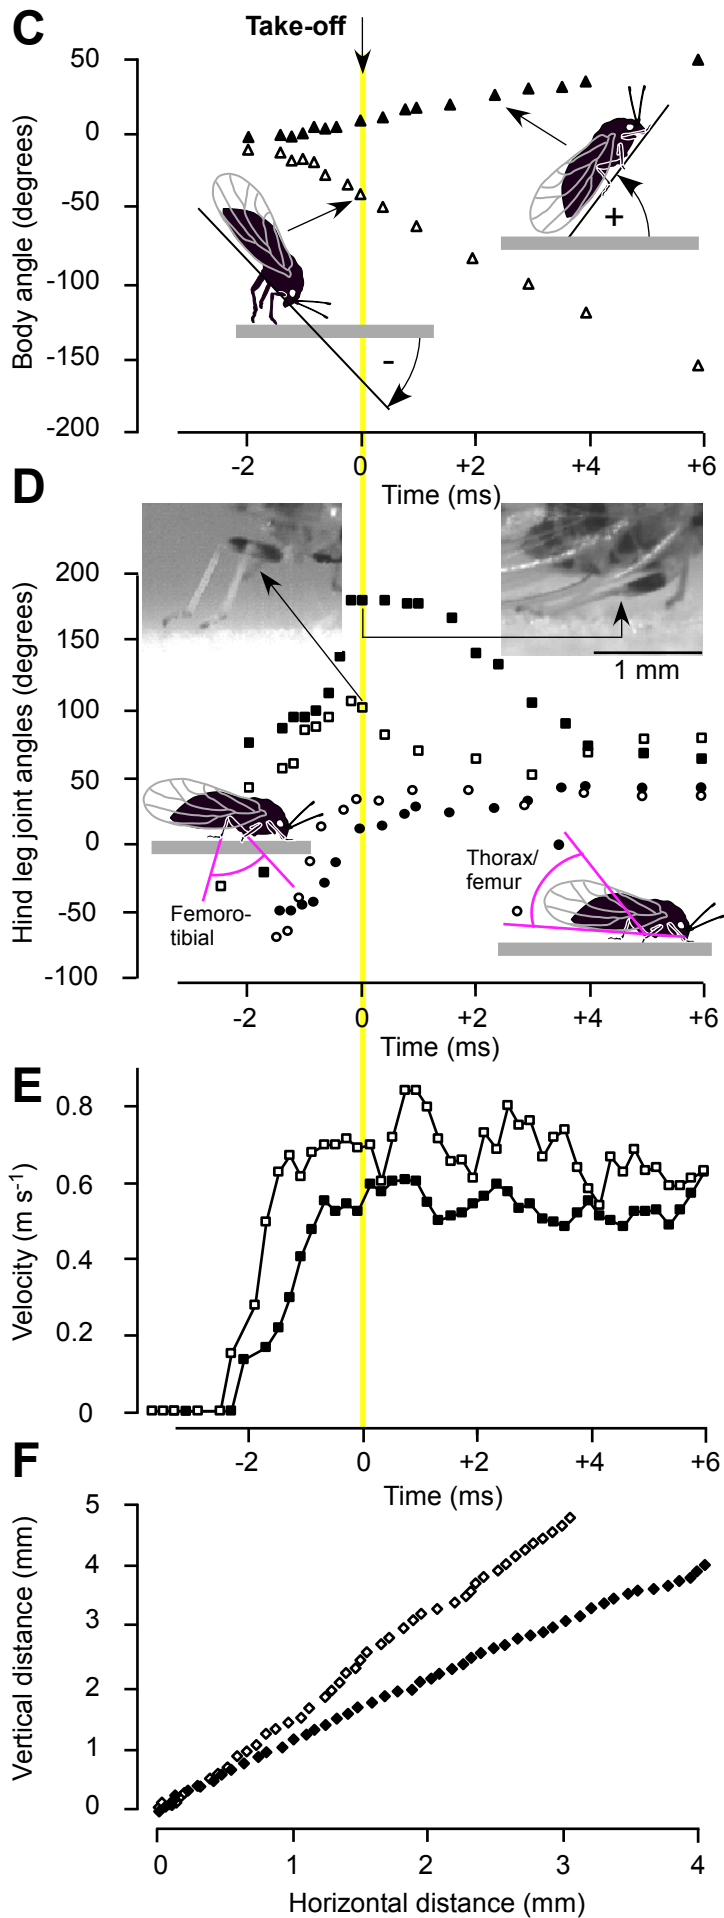 C
Take-off
Body angle (degrees)
50
0
-50
-100
-150
-200
+
-
-2
0
+2
+4
+6
Time (ms)
D
Hind leg joint angles (degrees)
200
150
100
50
0
-50
-100
1 mm
Femoro-
tibial
Thorax/
femur
-2
0
+2
+4
+6
Time (ms)
E
Velocity (m s-1)
0.8
0.6
0.4
0.2
0
-2
0
+2
+4
+6
Time (ms)
F
Vertical distance (mm)
5
4
3
2
1
0
0
1
2
3
4
Horizontal distance (mm)